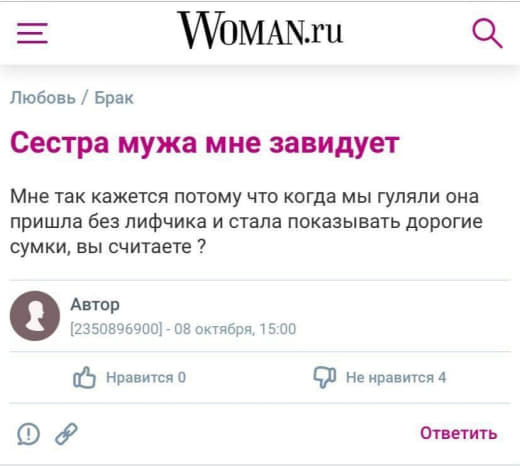 WOMAN.ru
Любовь / Брак
Сестра мужа мне завидует
Мне так кажется потому что когда мы гуляли она
пришла без лифчика и стала показывать дорогие
сумки, вы считаете ?
Автор
[2350896900] - 08 октября, 15:00
Нравится 0
Не нравится 4
Ответить